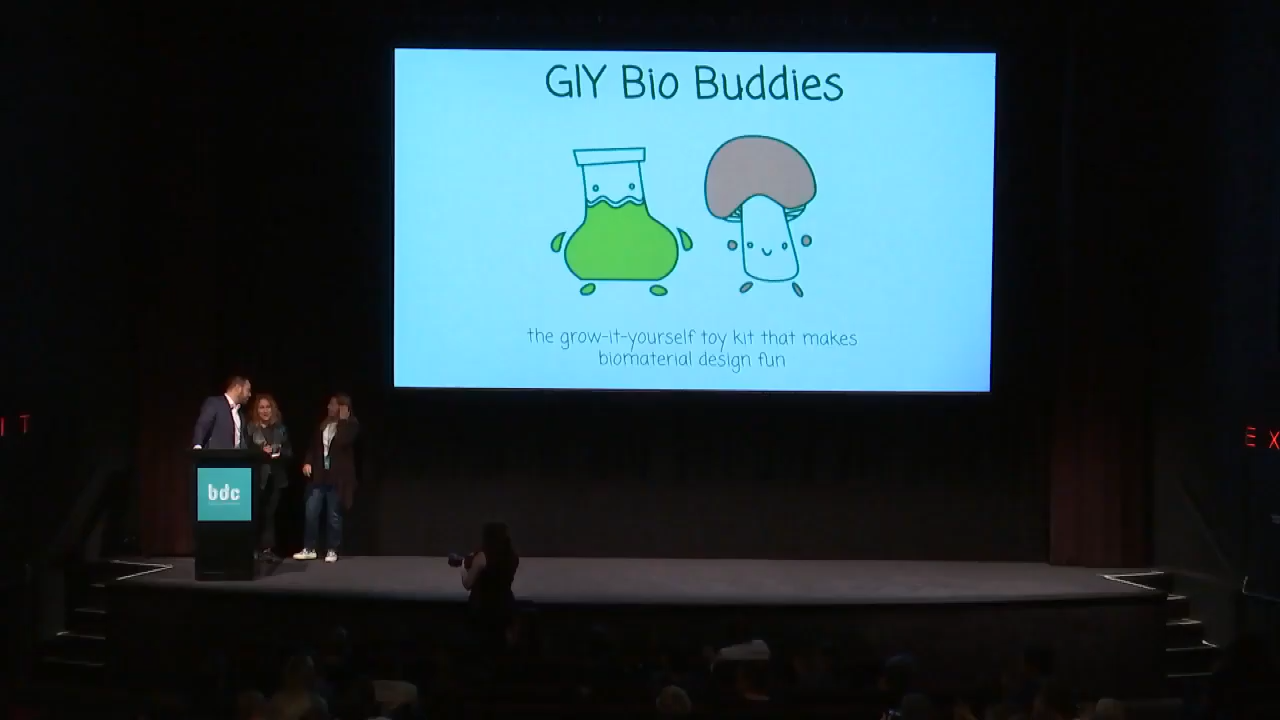 GIY Bio Buddies
the grow-it-yourself toy kit that makes
biomaterial design fun
I T
E X
bdc